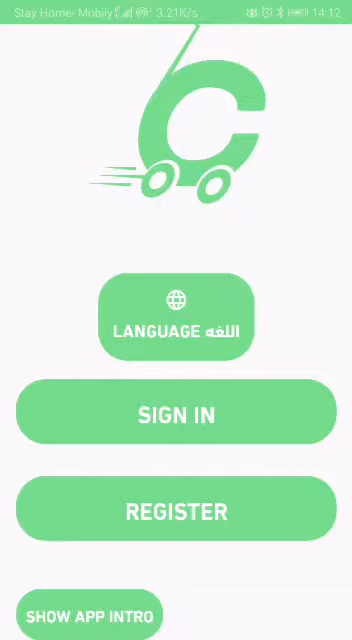 Stay Home- Mobily 3.21K/s 14:12
LANGUAGE اللغه
SIGN IN
REGISTER
SHOW APP INTRO